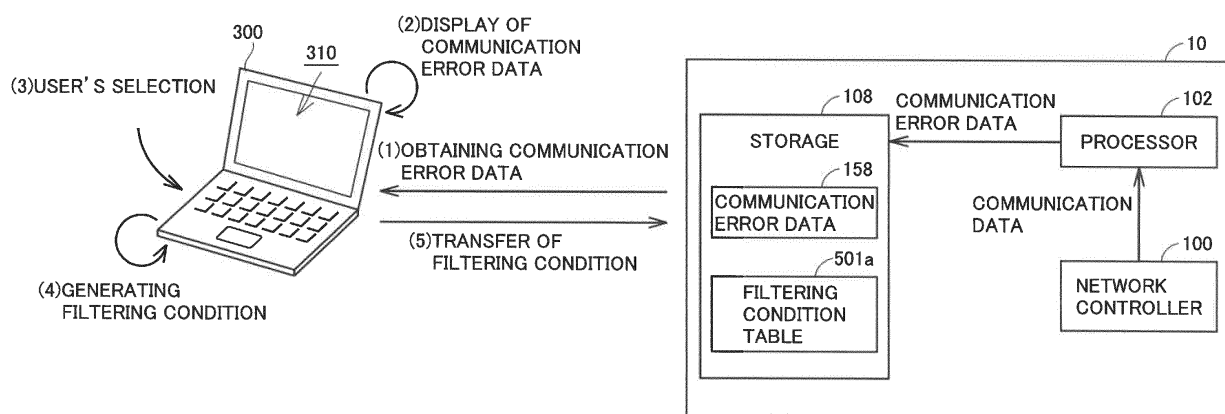 300
310
(2)DISPLAY OF
COMMUNICATION
ERROR DATA
(3)USER'S SELECTION
(1)OBTAINING COMMUNICATION
ERROR DATA
(5)TRANSFER OF
FILTERING CONDITION
(4)GENERATING
FILTERING CONDITION
10
108
STORAGE
158
COMMUNICATION
ERROR DATA
501a
FILTERING
CONDITION
TABLE
COMMUNICATION
ERROR DATA
102
PROCESSOR
COMMUNICATION
DATA
100
NETWORK
CONTROLLER